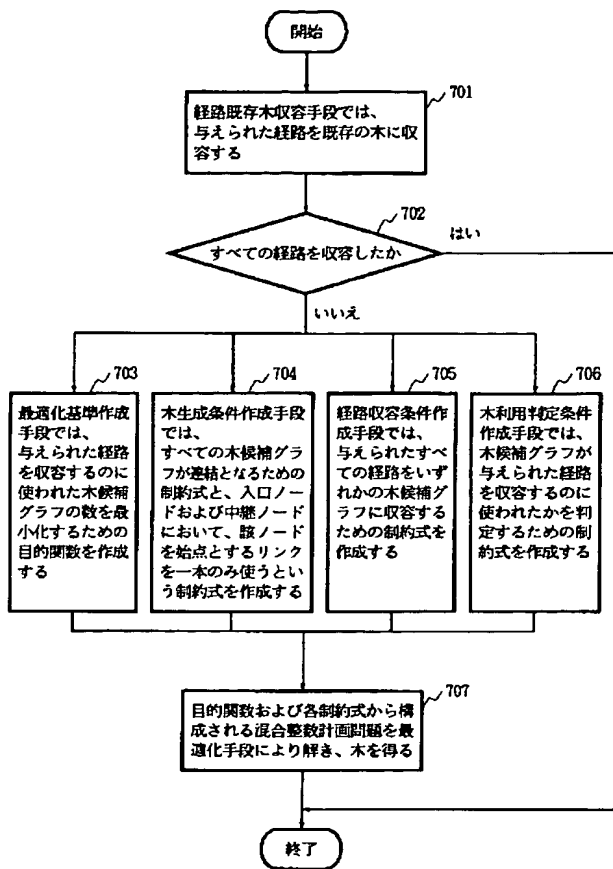 開始
701
経路既存木収容手段では、
与えられた経路を既存の木に収
容する
702
すべての経路を収容したか
はい
いいえ
703
最適化基準作成
手段では、
与えられた経路
を収容するのに
使われた木候補
グラフの数を最
小化するための
目的関数を作成
する
704
木生成条件作成手段
では、
すべての木候補グラ
フが連結となるための
制約式と、入口ノー
ドおよび中継ノード
において、該ノード
を始点とするリンク
を一本のみ使うとい
う制約式を作成する
705
経路収容条件作
成手段では、
与えられたすべ
ての経路をいず
れかの木候補グ
ラフに収容する
ための制約式を
作成する
706
木利用判定条件
作成手段では、
木候補グラフが
与えられた経路
を収容するのに
使われたかを判
定するための制
約式を作成する
707
目的関数および各制約式から構
成される混合整数計画問題を最
適化手段により解き、木を得る
終了